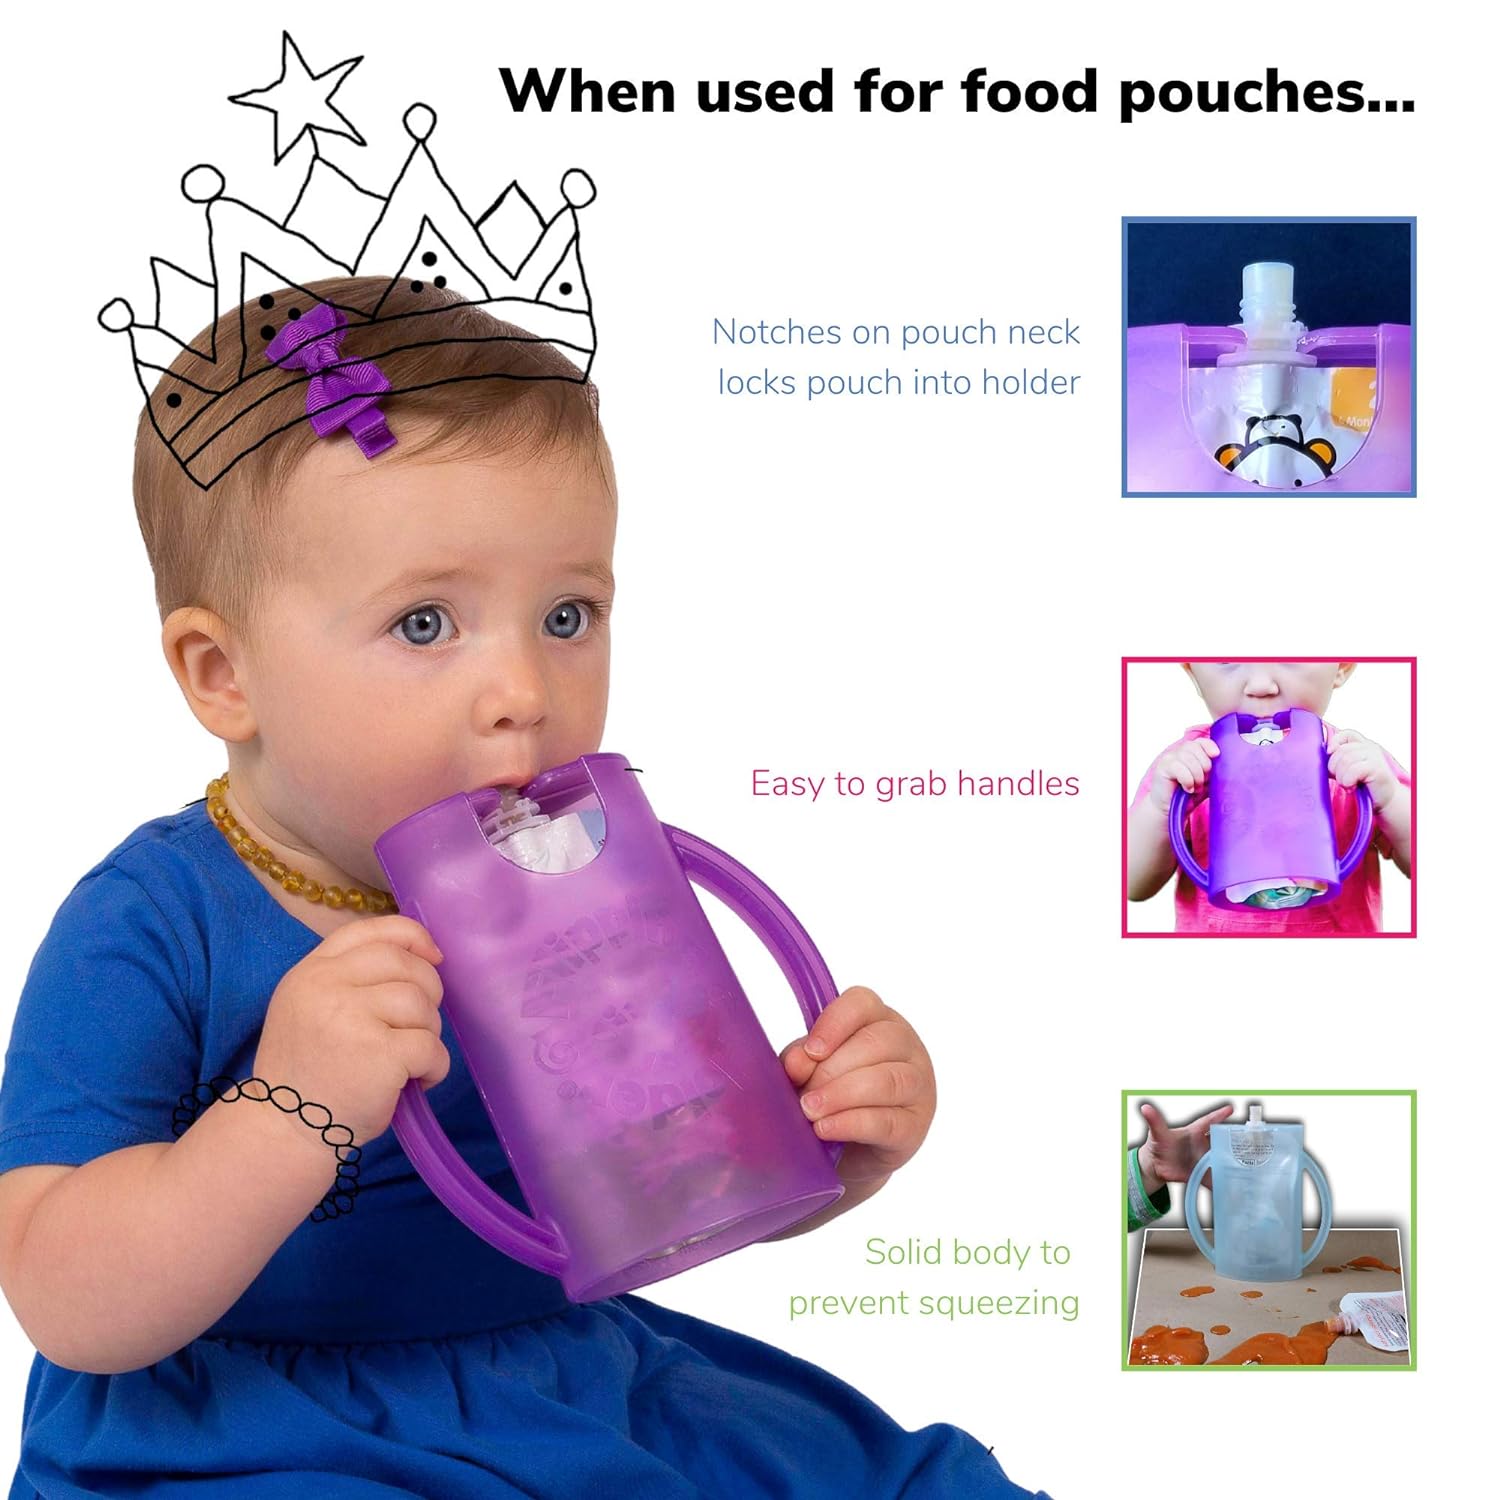 When used for food pouches...
Notches on pouch neck
locks pouch into holder
Easy to grab handles
Solid body to
prevent squeezing